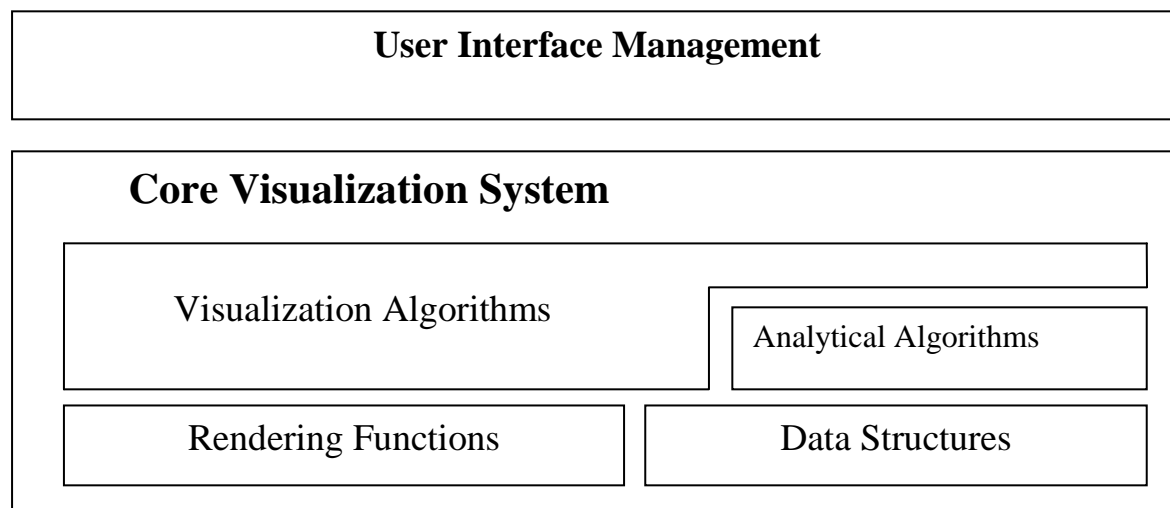 User Interface Management
Core Visualization System
Visualization Algorithms
Analytical Algorithms
Rendering Functions
Data Structures